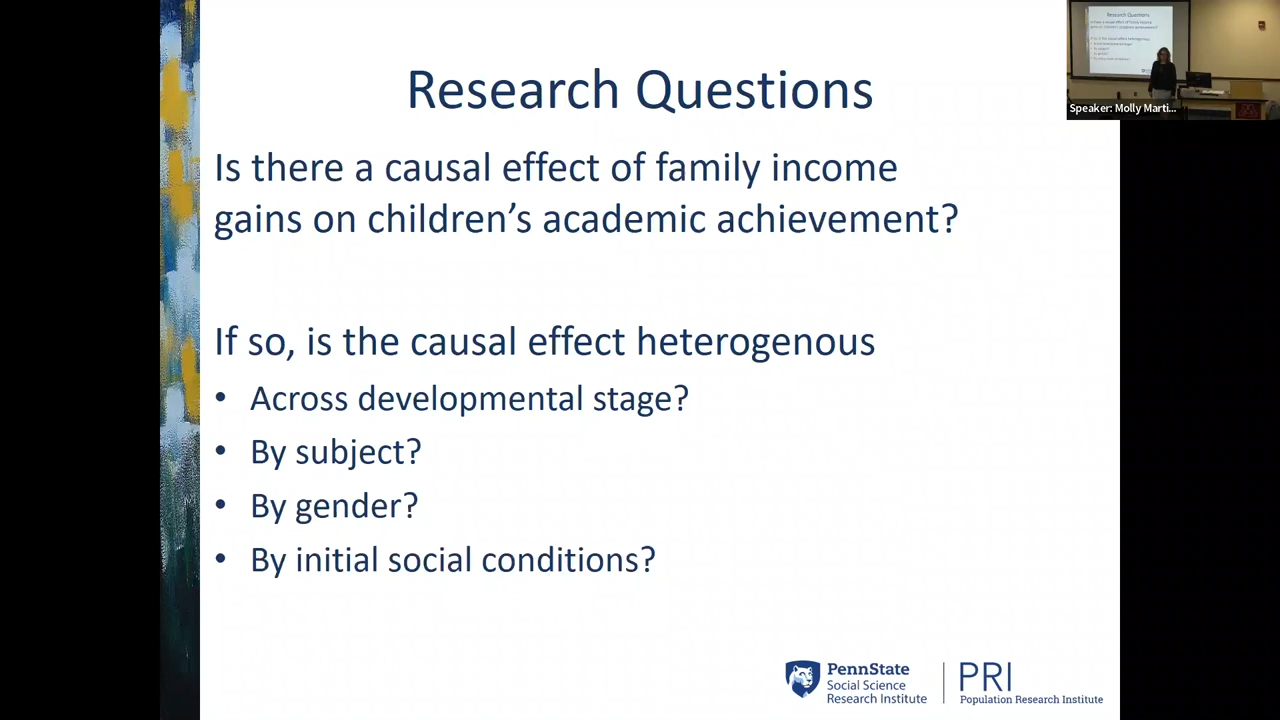 Research Questions
Is there a causal effect of family income
gains on children's academic achievement?
If so, is the causal effect heterogenous
• Across developmental stage?
• By subject?
• By gender?
• By initial social conditions?
PennState
Social Science
Research Institute
PRI
Population Research Institute
Research Questions
Speaker: Molly Marti...